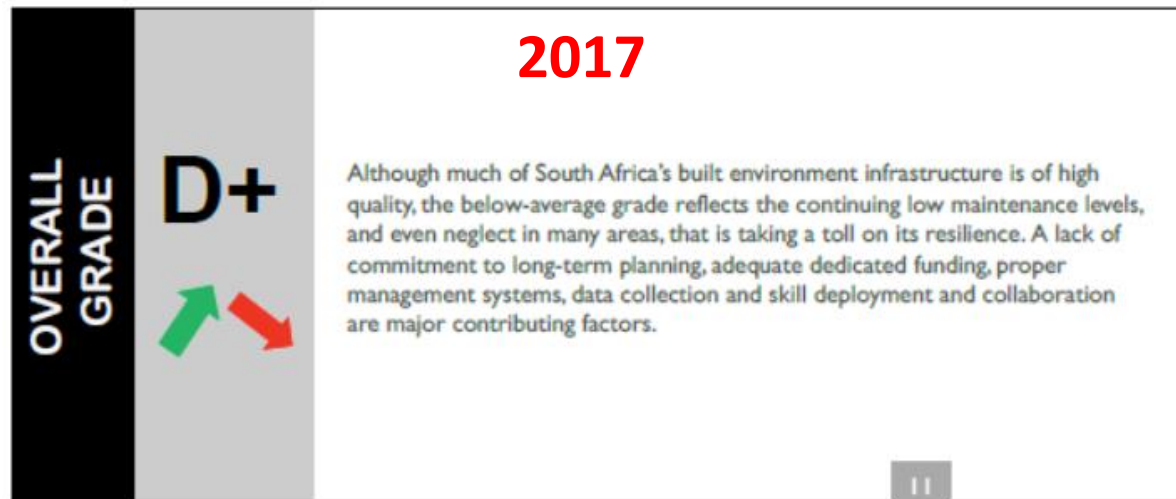 2017
OVERALL
GRADE
D+
Although much of South Africa's built environment infrastructure is of high
quality, the below-average grade reflects the continuing low maintenance levels,
and even neglect in many areas, that is taking a toll on its resilience. A lack of
commitment to long-term planning, adequate dedicated funding, proper
management systems, data collection and skill deployment and collaboration
are major contributing factors.
11